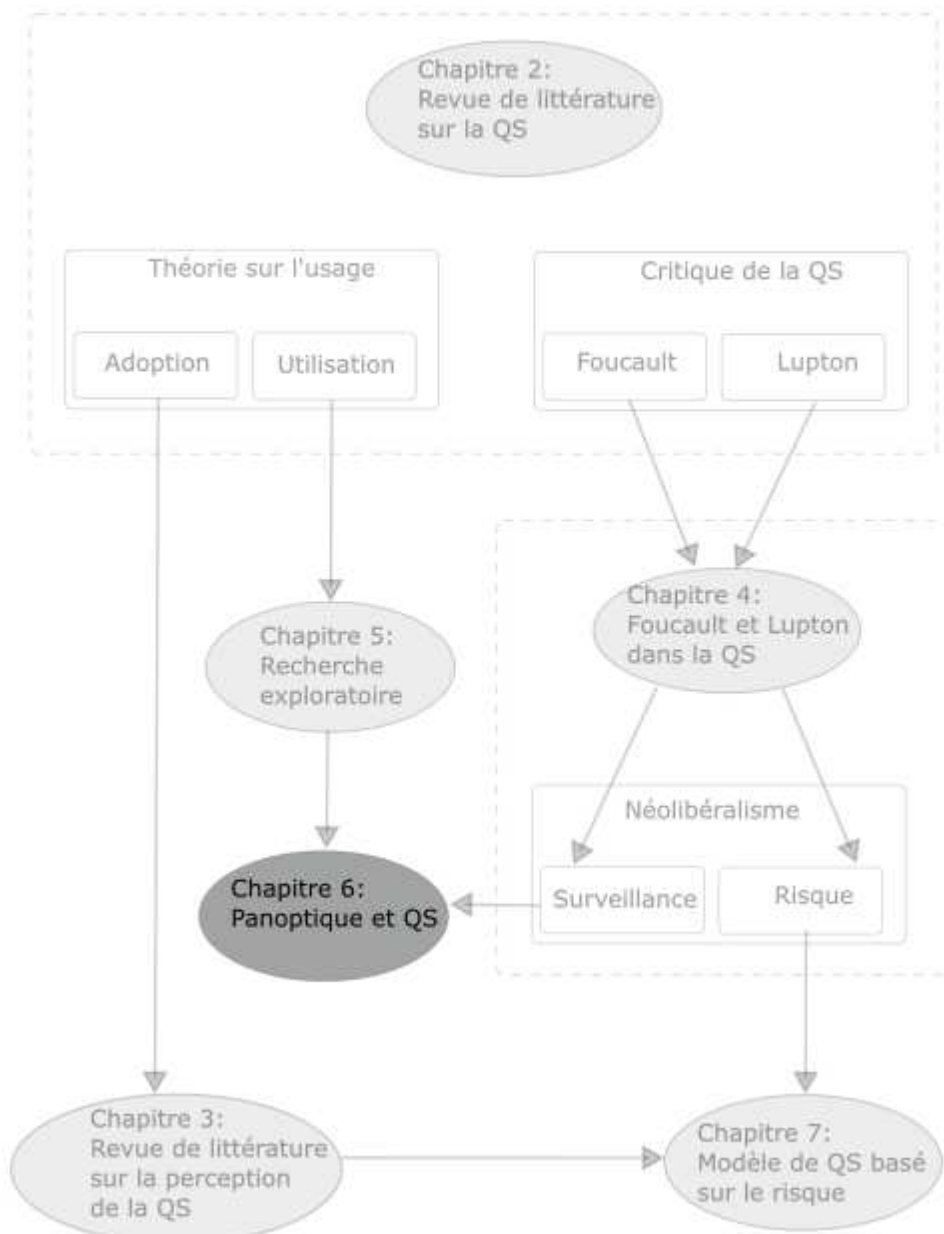 Chapitre 2:
Revue de littérature
sur la QS
Théorie sur l'usage
Adoption
Utilisation
Critique de la QS
Foucault
Lupton
Chapitre 4:
Foucault et Lupton
dans la QS
Chapitre 5:
Recherche
exploratoire
Néolibéralisme
Surveillance
Risque
Chapitre 6:
Panoptique et QS
Chapitre 3:
Revue de littérature
sur la perception
de la QS
Chapitre 7:
Modèle de QS basé
sur le risque